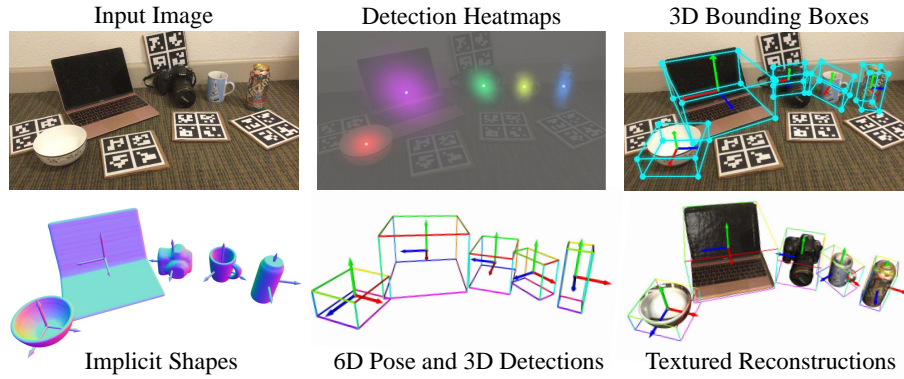 Input Image
Detection Heatmaps
3D Bounding Boxes
Implicit Shapes
6D Pose and 3D Detections
Textured Reconstructions